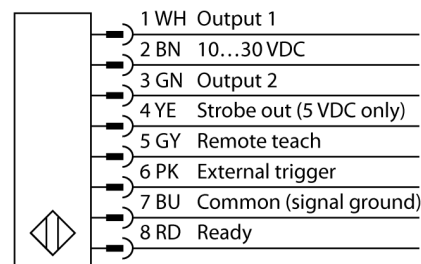 1 WH Output 1
2 BN 10...30 VDC
3 GN Output 2
4 YE Strobe out (5 VDC only)
5 GY Remote teach
6 PK External trigger
7 BU Common (signal ground)
8 RD Ready